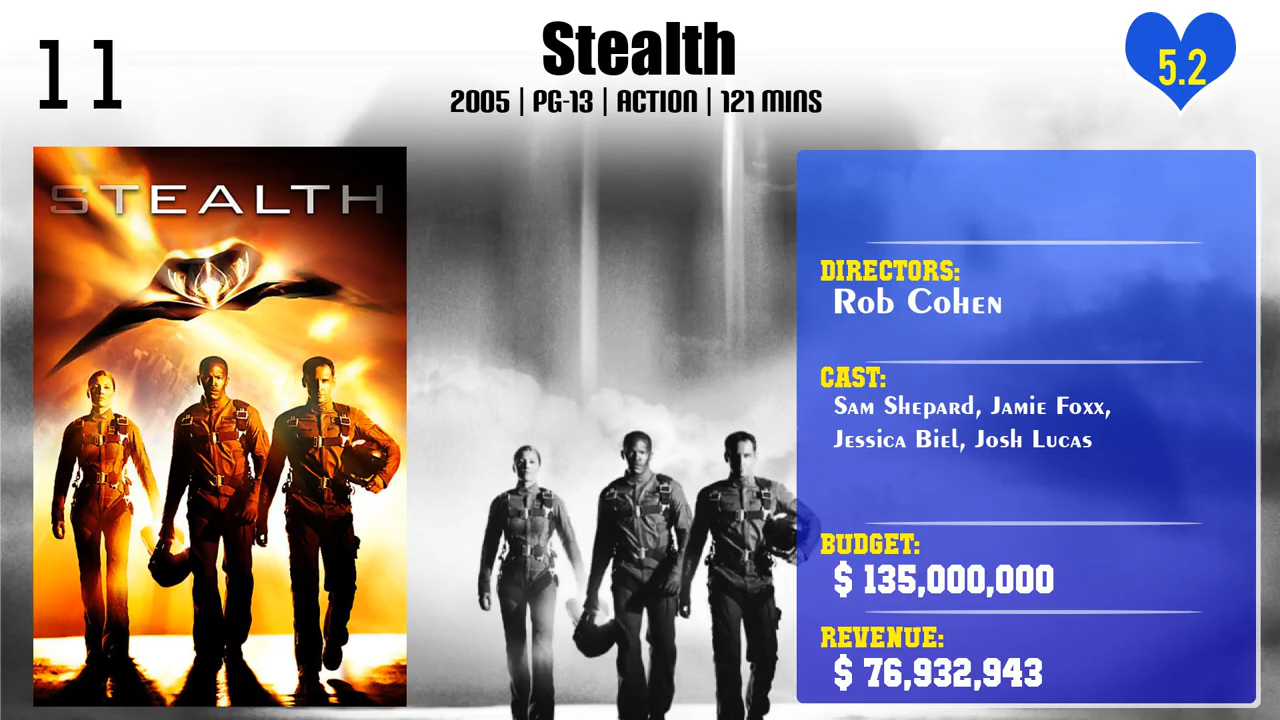 11
Stealth
2005 | PG-13 | ACTION | 121 MINS
5.2
STEALTH
DIRECTORS:
Rob Cohen
CAST:
Sam Shepard, Jamie Foxx,
Jessica Biel, Josh Lucas
BUDGET:
$ 135,000,000
REVENUE:
$ 76,932,943